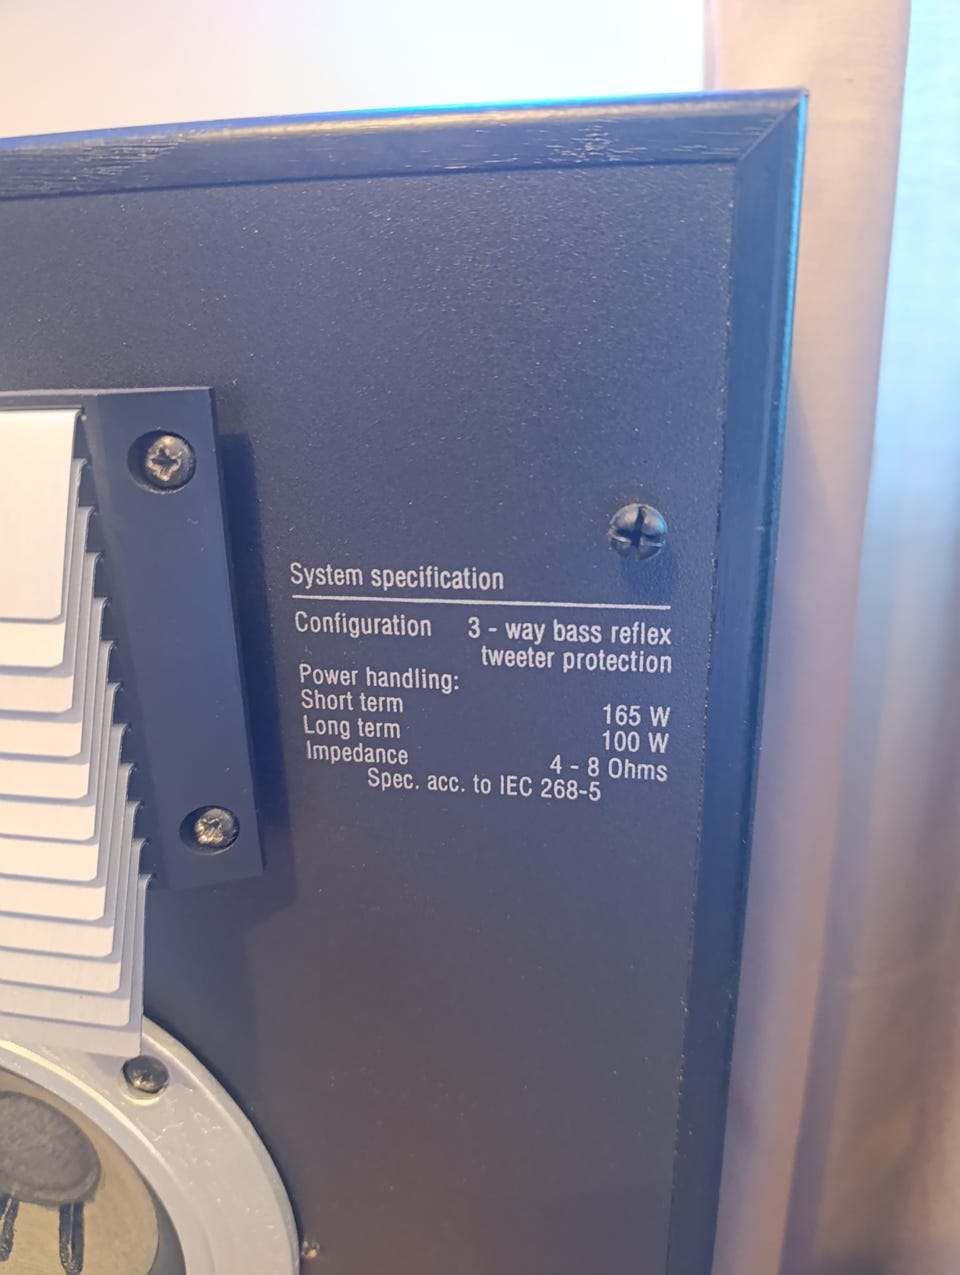 System specification
Configuration 3 - way bass reflex
tweeter protection
Power handling:
Short term 165 W
Long term 100 W
Impedance 4 - 8 Ohms
Spec. acc. to IEC 268-5